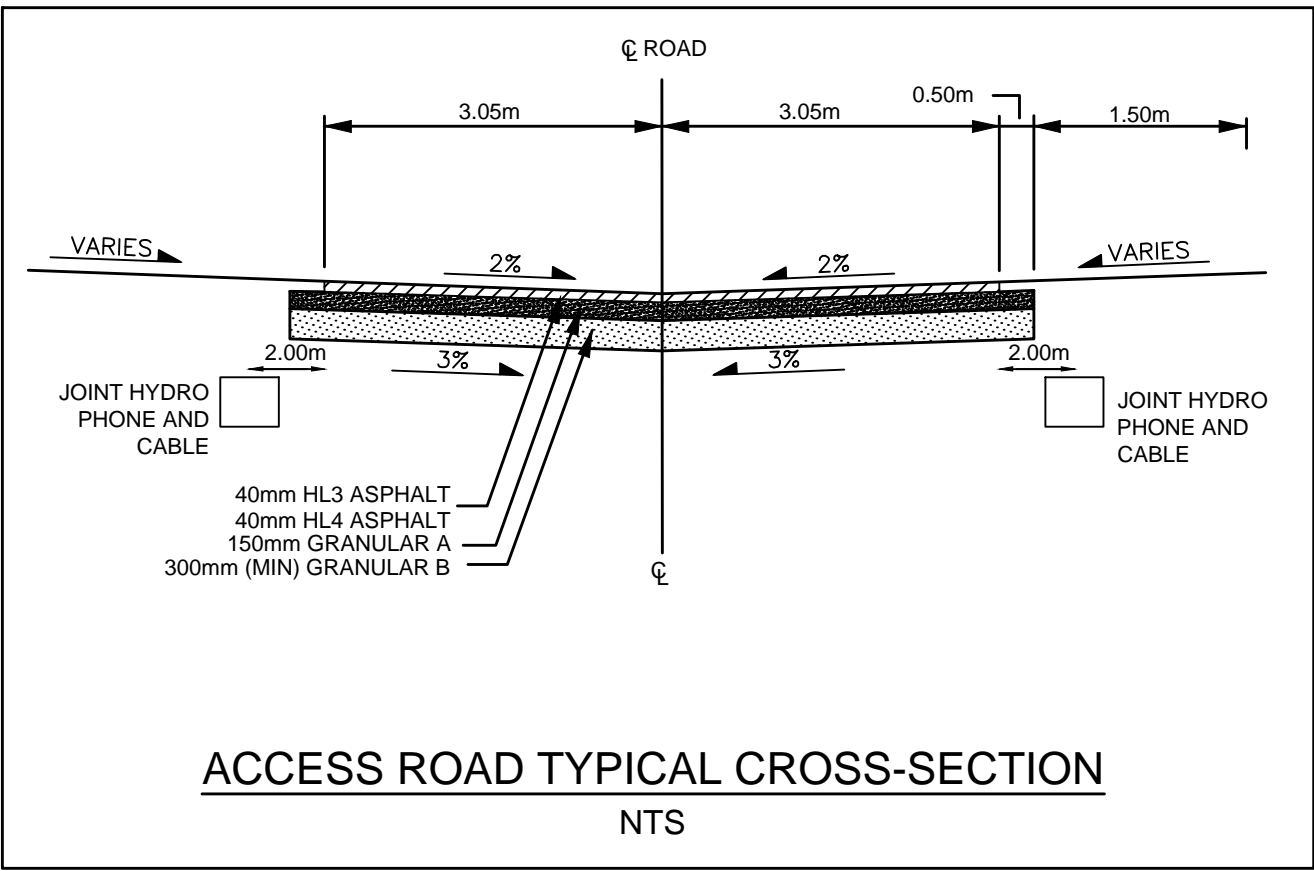 ℄ ROAD
0.50m
3.05m
3.05m
1.50m
VARIES
2%
2%
VARIES
2.00m
3%
3%
2.00m
JOINT HYDRO
PHONE AND
CABLE
JOINT HYDRO
PHONE AND
CABLE
40mm HL3 ASPHALT
40mm HL4 ASPHALT
150mm GRANULAR A
300mm (MIN) GRANULAR B
℄
ACCESS ROAD TYPICAL CROSS-SECTION
NTS